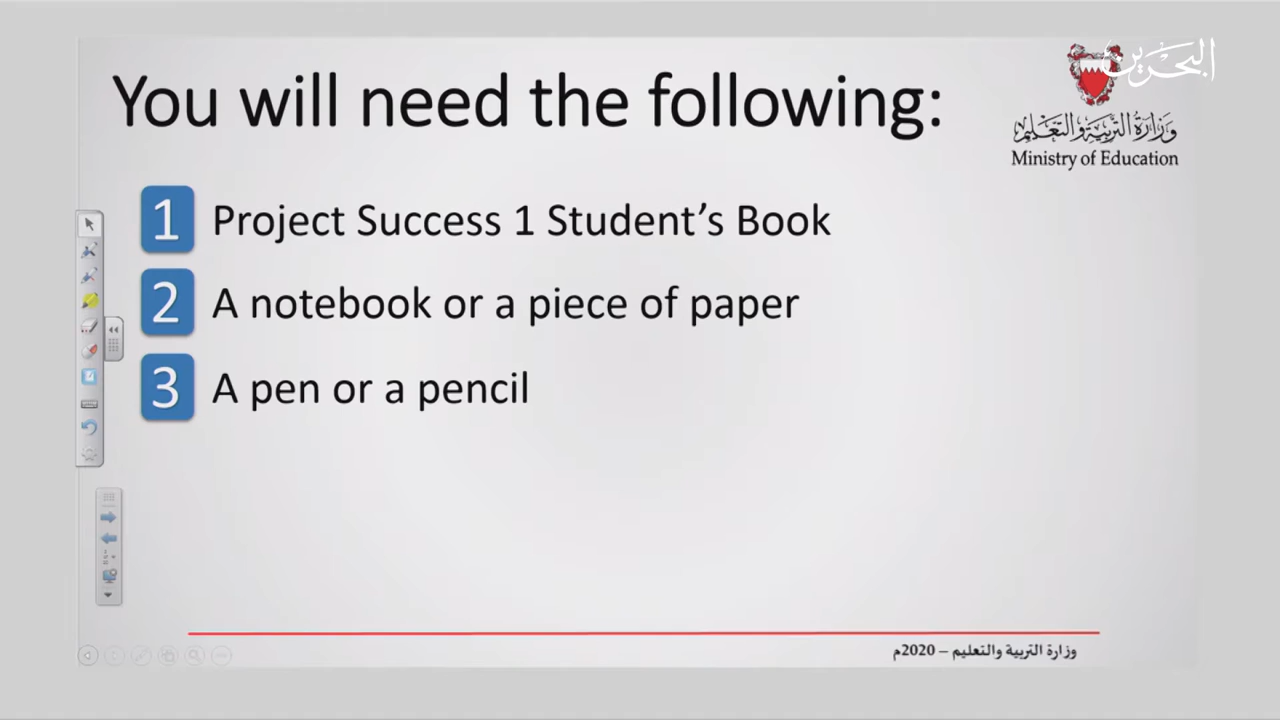 You will need the following:
البحرين
وزارة التربية والتعليم
Ministry of Education
1 Project Success 1 Student's Book
2 A notebook or a piece of paper
3 A pen or a pencil
وزارة التربية والتعليم – 2020م